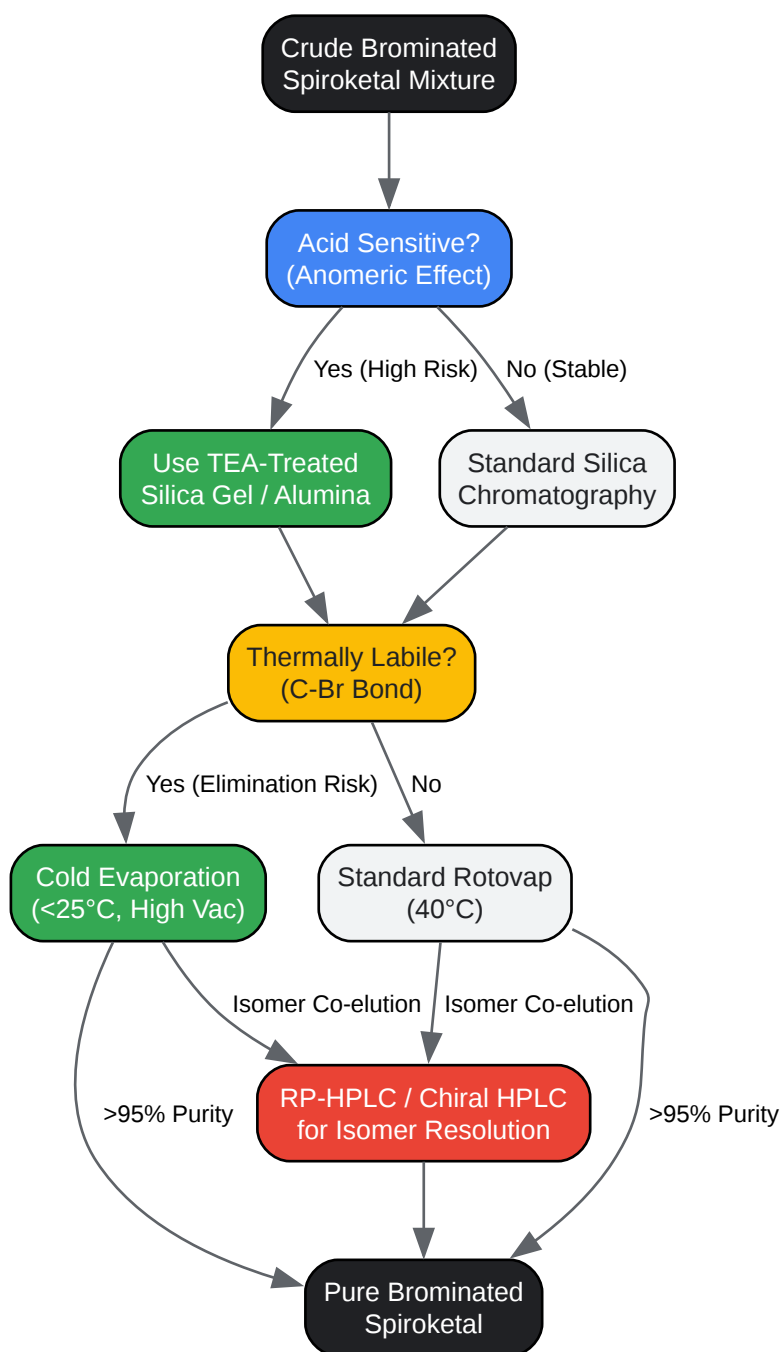 Crude Brominated
Spiroketal Mixture
Acid Sensitive?
(Anomeric Effect)
Yes (High Risk)
No (Stable)
Use TEA-Treated
Silica Gel / Alumina
Standard Silica
Chromatography
Thermally Labile?
(C-Br Bond)
Yes (Elimination Risk)
No
Cold Evaporation
(<25°C, High Vac)
Standard Rotovap
(40°C)
Isomer Co-elution
Isomer Co-elution
RP-HPLC / Chiral HPLC
for Isomer Resolution
>95% Purity
>95% Purity
Pure Brominated
Spiroketal